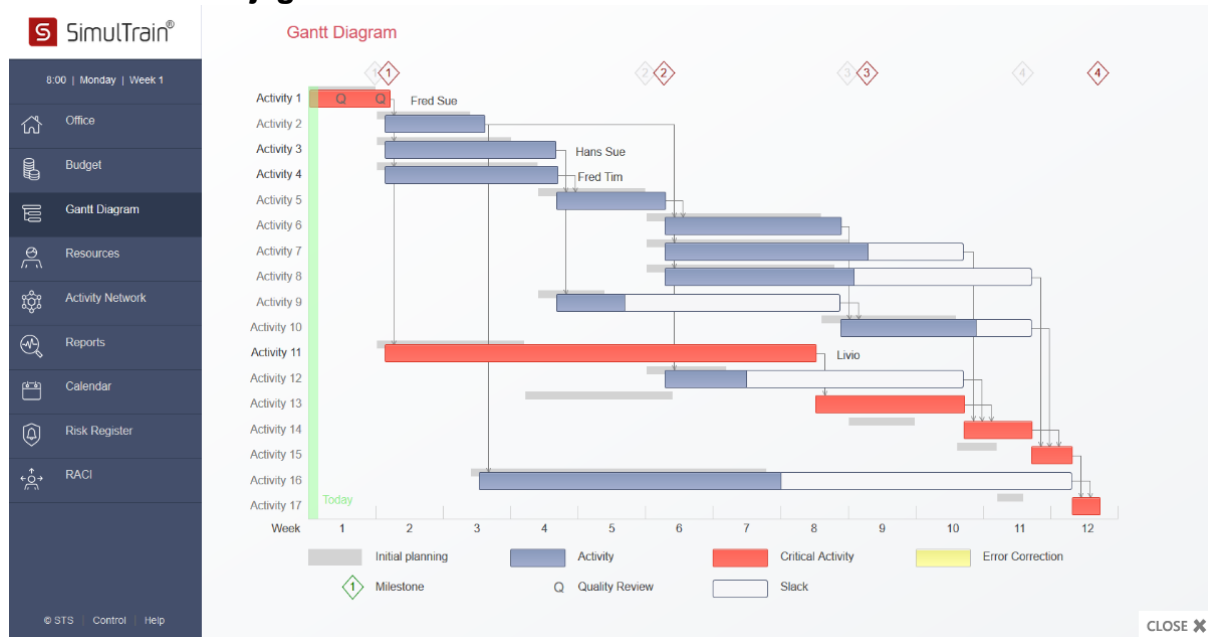 SimulTrain®
8:00 | Monday | Week 1
Office
Budget
Gantt Diagram
Resources
Activity Network
Reports
Calendar
Risk Register
RACI
© STS | Control | Help
Gantt Diagram
1 1 2 2 3 3 4 4
Activity 1 Q Q Fred Sue
Activity 2
Activity 3 Hans Sue
Activity 4 Fred Tim
Activity 5
Activity 6
Activity 7
Activity 8
Activity 9
Activity 10
Activity 11 Livio
Activity 12
Activity 13
Activity 14
Activity 15
Activity 16
Activity 17 Today
Week 1 2 3 4 5 6 7 8 9 10 11 12
Initial planning Activity Critical Activity Error Correction
1 Milestone Q Quality Review Slack
CLOSE ✖